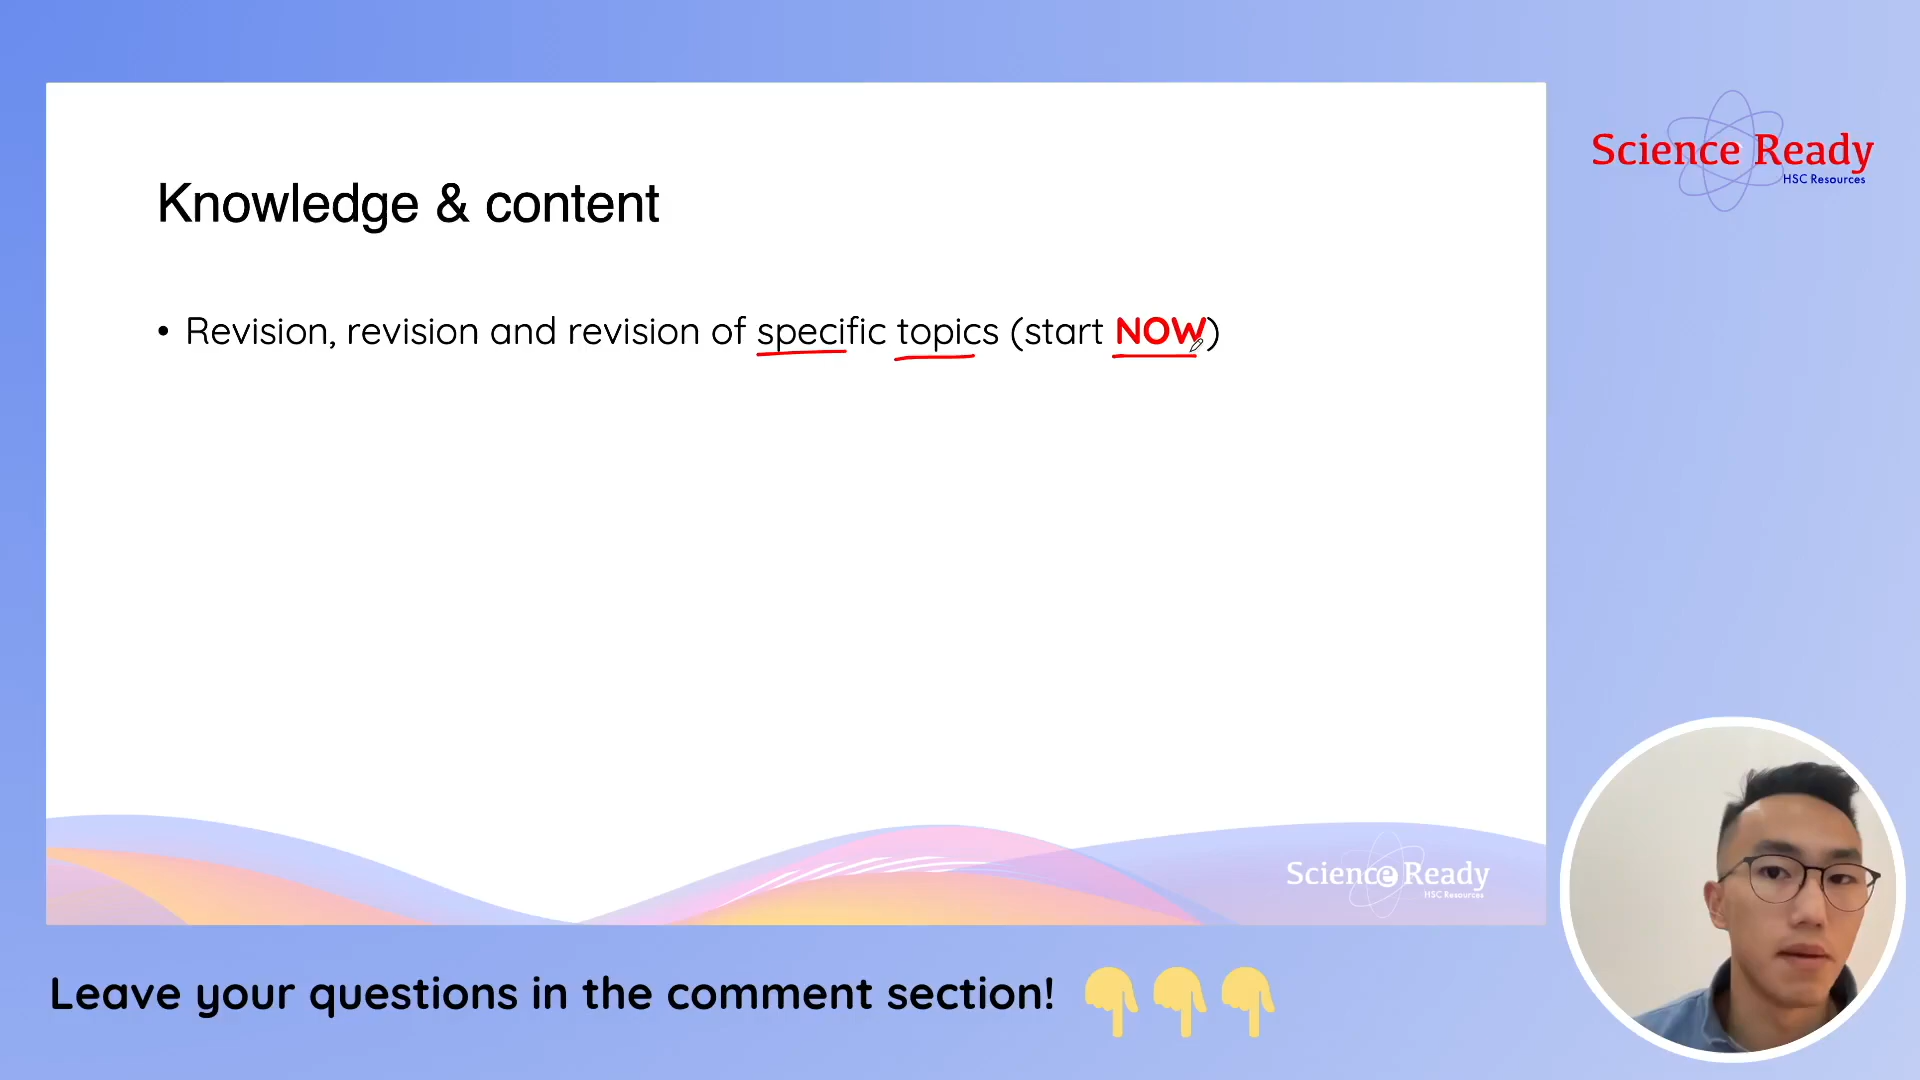 Science Ready
HSC Resources
Knowledge & content
• Revision, revision and revision of specific topics (start NOW)
Science Ready
HSC Resources
Leave your questions in the comment section! 👇👇👇